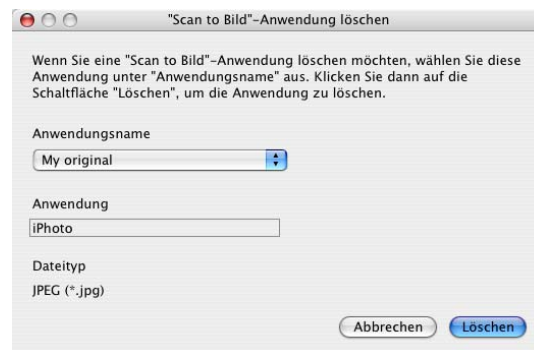 "Scan to Bild"-Anwendung löschen
Wenn Sie eine "Scan to Bild"-Anwendung löschen möchten, wählen Sie diese
Anwendung unter "Anwendungsname" aus. Klicken Sie dann auf die
Schaltfläche "Löschen", um die Anwendung zu löschen.
Anwendungsname
My original
Anwendung
iPhoto
Dateityp
JPEG (*.jpg)
Abbrechen Löschen